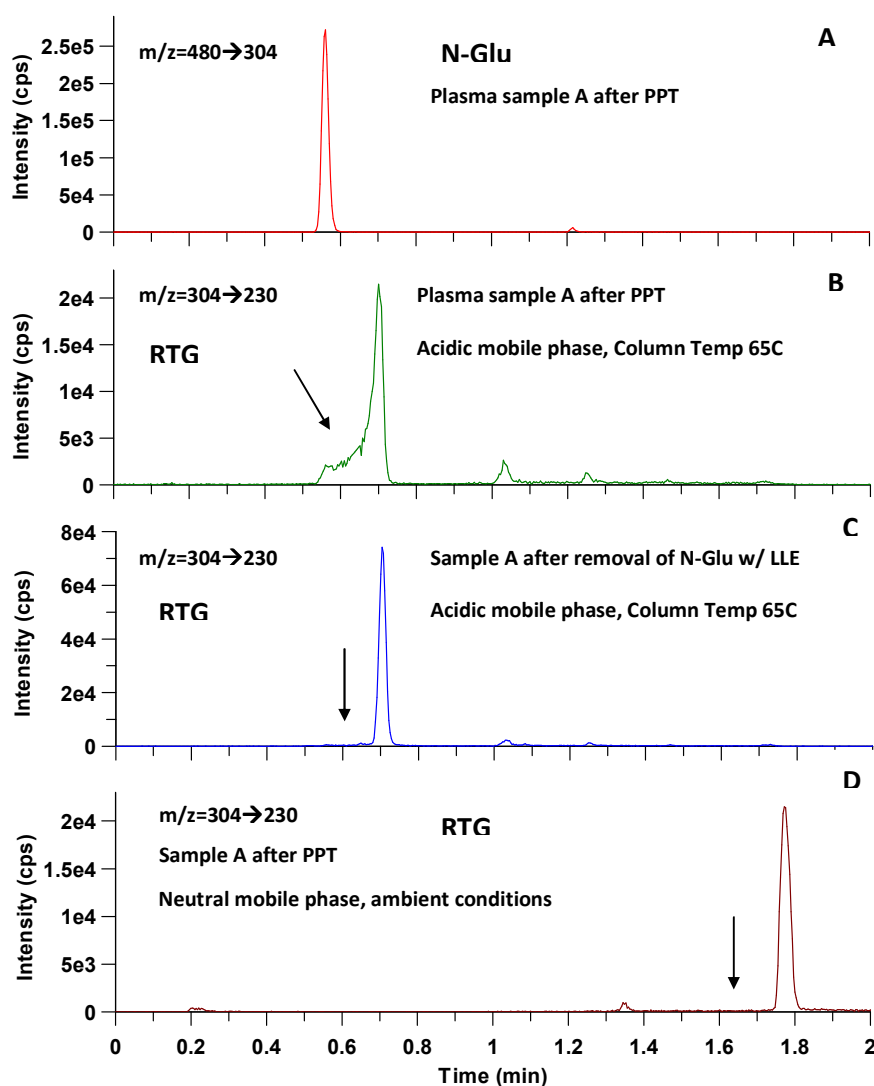 A
m/z=480→304
N-Glu
Plasma sample A after PPT
Intensity (cps)
2.5e5
2e5
1.5e5
1e5
5e4
0
B
m/z=304→230
Plasma sample A after PPT
RTG
Acidic mobile phase, Column Temp 65C
Intensity (cps)
2e4
1.5e4
1e4
5e3
0
C
m/z=304→230
Sample A after removal of N-Glu w/ LLE
RTG
Acidic mobile phase, Column Temp 65C
Intensity (cps)
8e4
6e4
4e4
2e4
0
D
m/z=304→230
RTG
Sample A after PPT
Neutral mobile phase, ambient conditions
Intensity (cps)
2e4
1.5e4
1e4
5e3
0
0 0.2 0.4 0.6 0.8 1 1.2 1.4 1.6 1.8 2
Time (min)